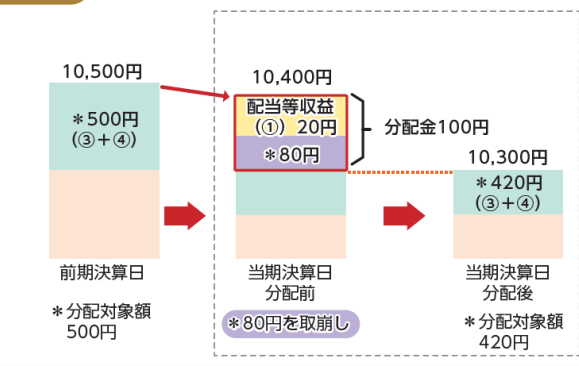 10,500円
*500円
(③+④)
前期決算日
*分配対象額
500円
10,400円
配当等収益
(①) 20円
*80円
分配金100円
当期決算日
分配前
*80円を取崩し
10,300円
*420円
(③+④)
当期決算日
分配後
*分配対象額
420円